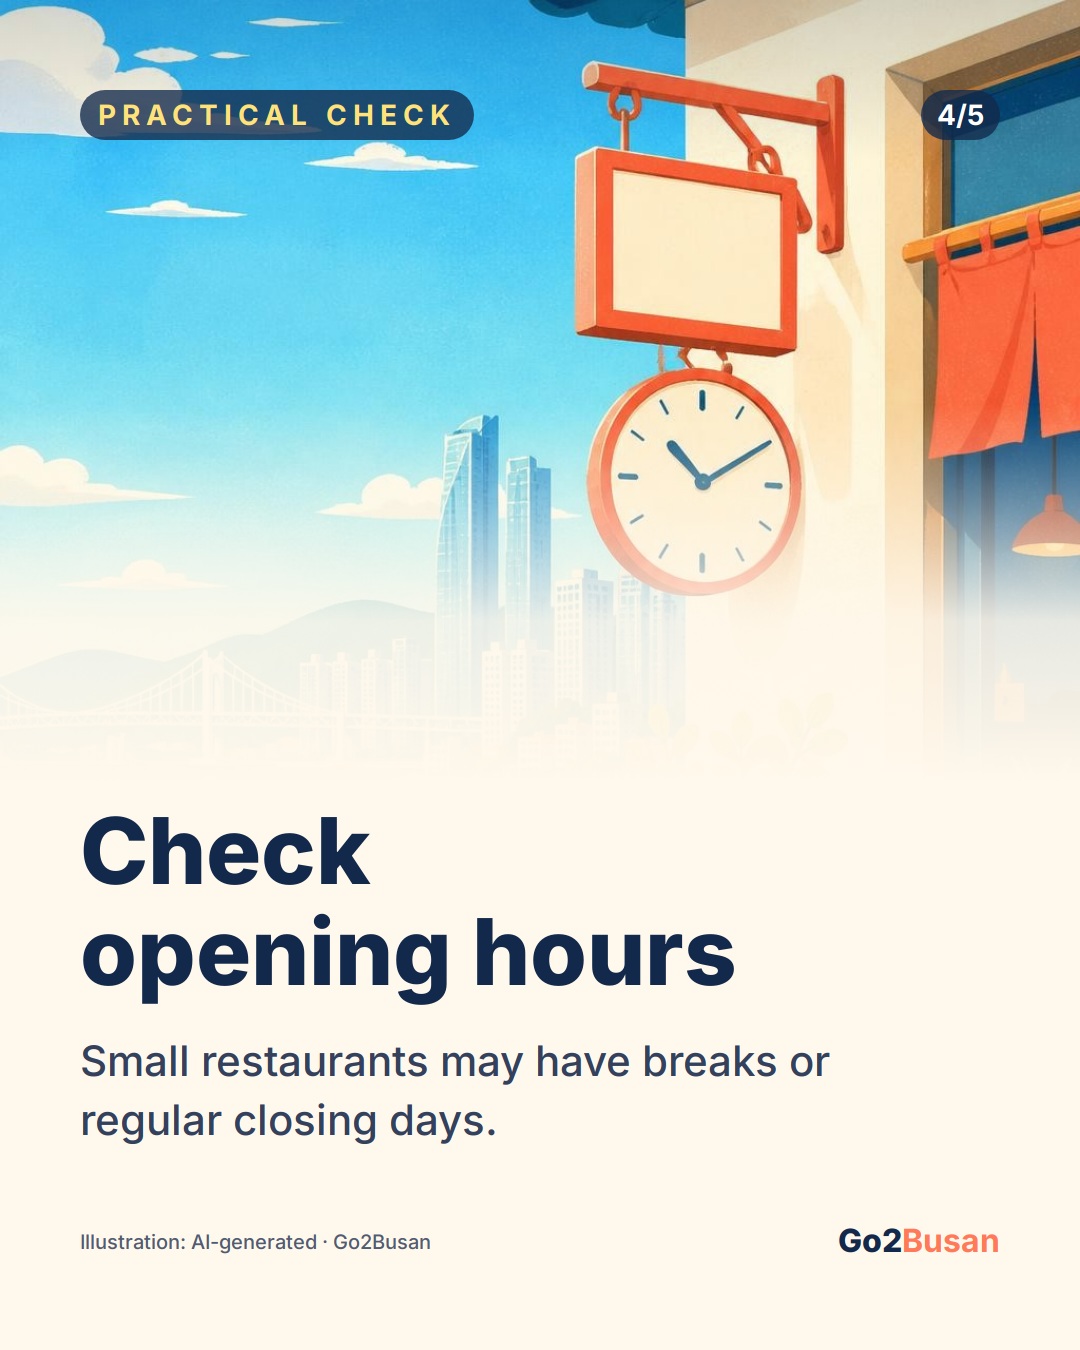 PRACTICAL CHECK
4/5
Check
opening hours
Small restaurants may have breaks or
regular closing days.
Illustration: AI-generated · Go2Busan
Go2Busan